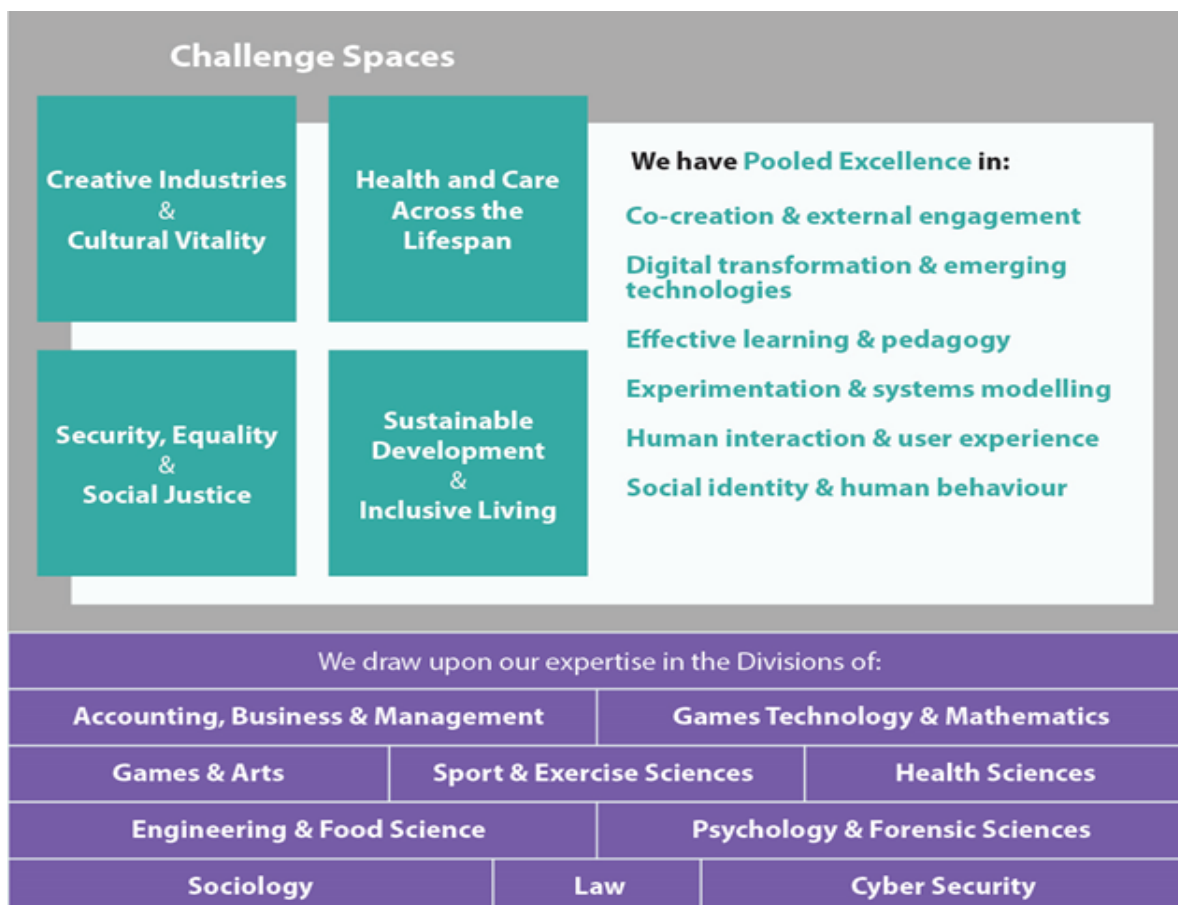 Challenge Spaces
Creative Industries
&
Cultural Vitality
Health and Care
Across the
Lifespan
Security, Equality
&
Social Justice
Sustainable
Development
&
Inclusive Living
We have Pooled Excellence in:
Co-creation & external engagement
Digital transformation & emerging
technologies
Effective learning & pedagogy
Experimentation & systems modelling
Human interaction & user experience
Social identity & human behaviour
We draw upon our expertise in the Divisions of:
Accounting, Business & Management
Games Technology & Mathematics
Games & Arts
Sport & Exercise Sciences
Health Sciences
Engineering & Food Science
Psychology & Forensic Sciences
Sociology
Law
Cyber Security